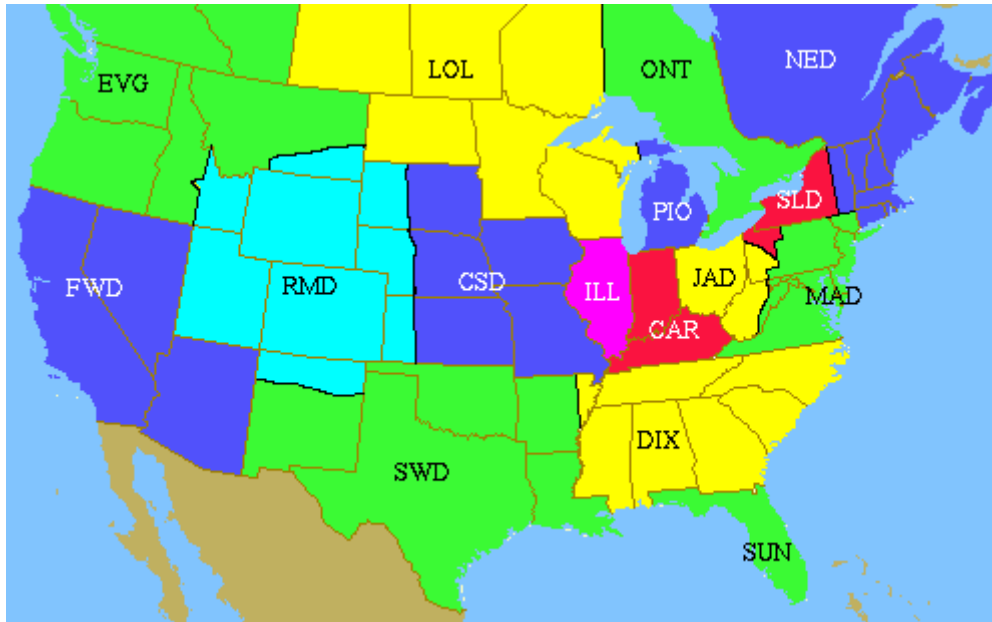 NED
LOL
ONT
EVG
SLD
PIO
JAD
CSD
RMD
FWD
ILL
MAD
CAR
DIX
SWD
SUN